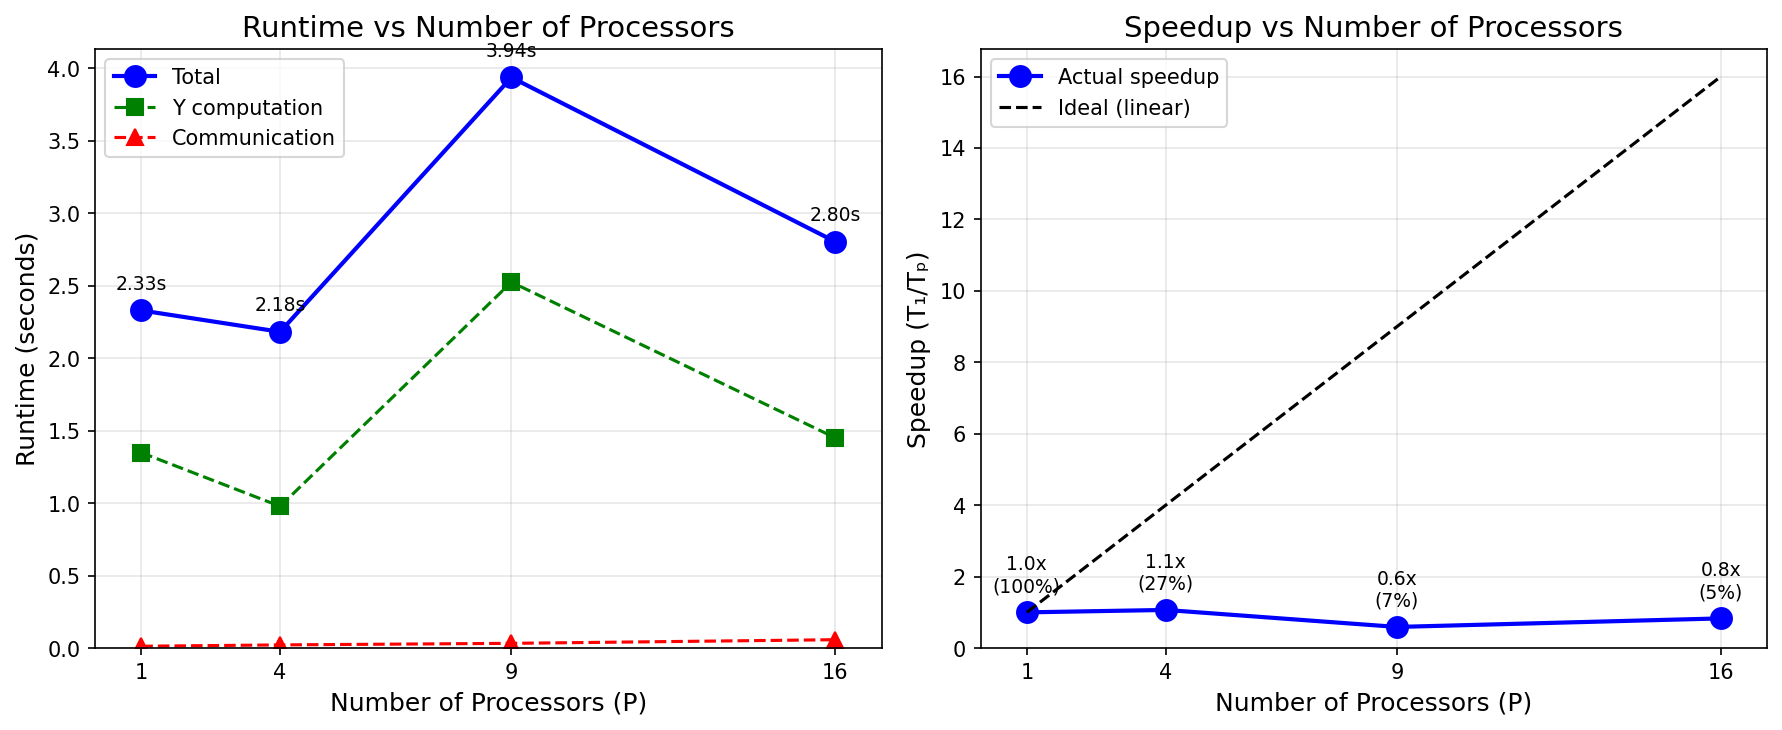 Runtime vs Number of Processors
Total
Y computation
Communication
4.0
3.5
3.0
2.5
2.0
1.5
1.0
0.5
0.0
Runtime (seconds)
2.33s
2.18s
3.94s
2.80s
1 4 9 16
Number of Processors (P)
Speedup vs Number of Processors
Actual speedup
Ideal (linear)
16
14
12
10
8
6
4
2
0
Speedup (T₁/Tₚ)
1.0x
(100%)
1.1x
(27%)
0.6x
(7%)
0.8x
(5%)
1 4 9 16
Number of Processors (P)